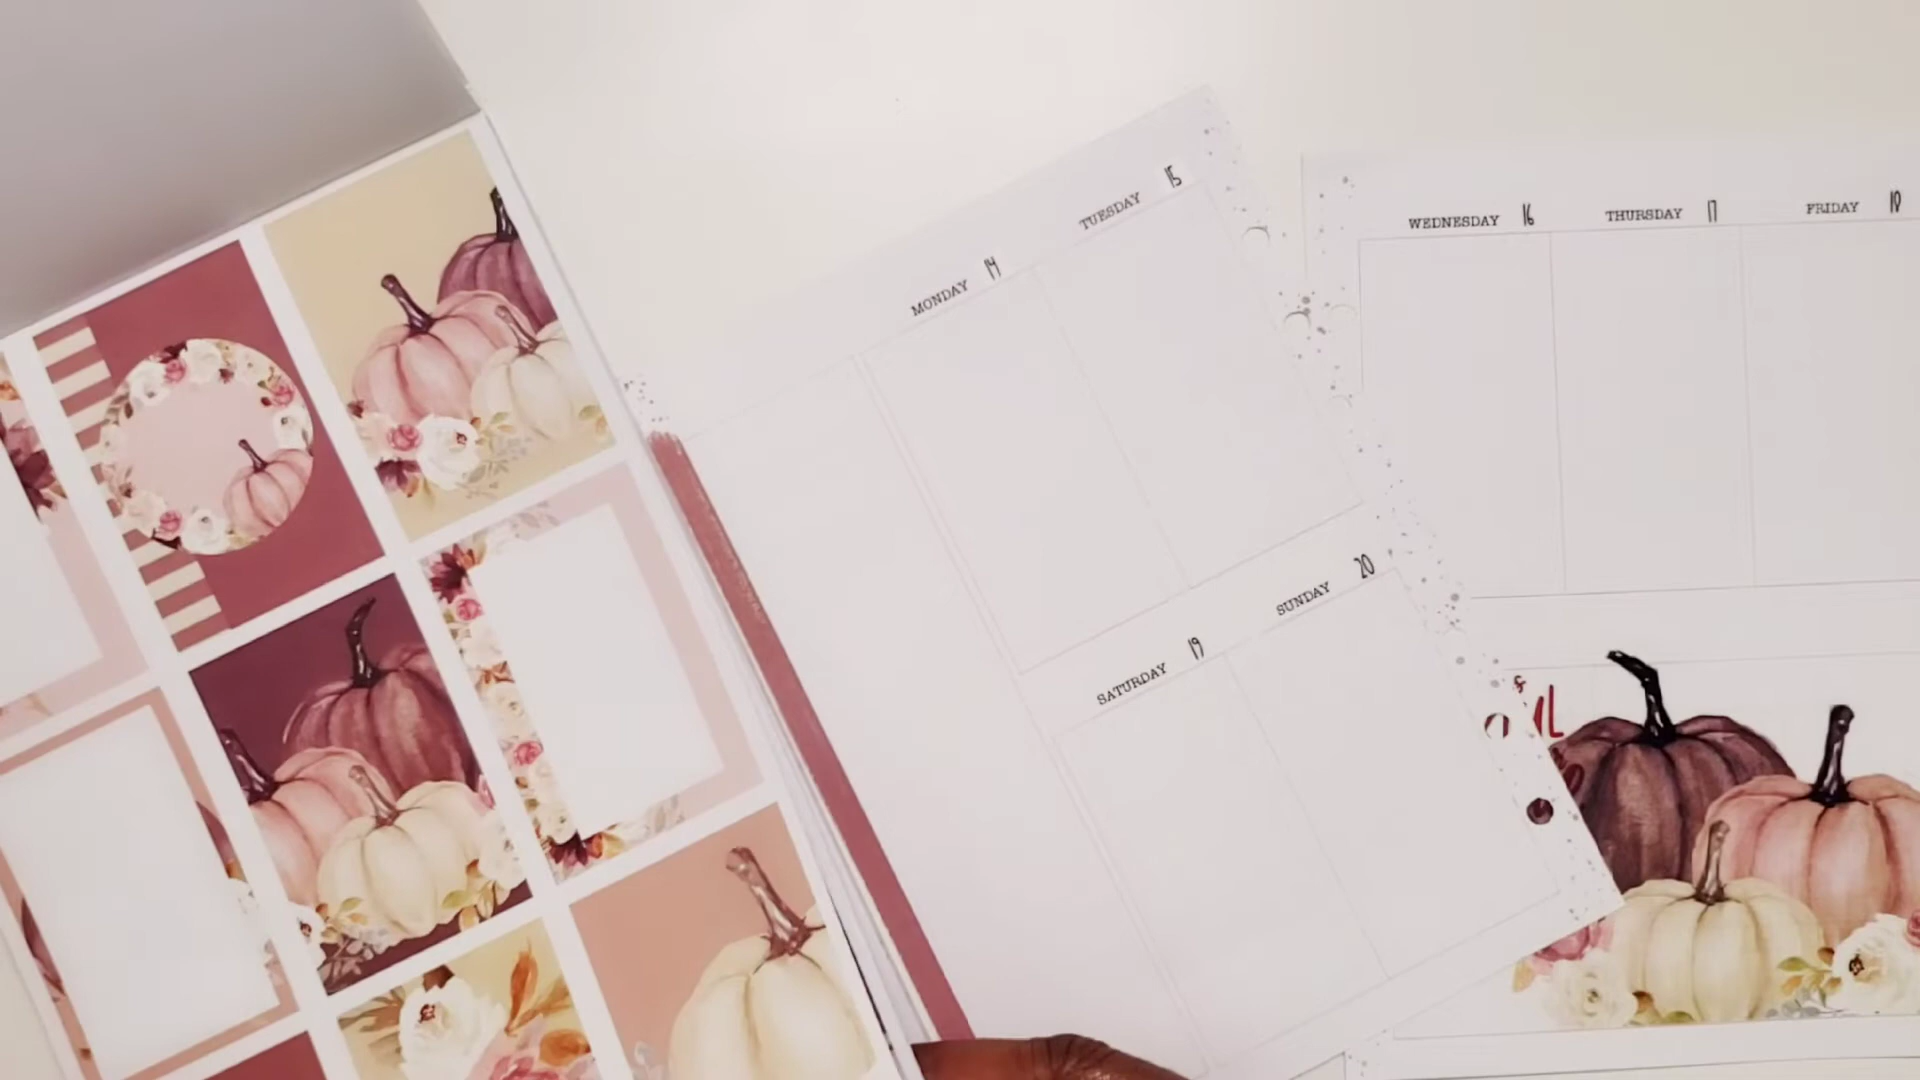 MONDAY 14
TUESDAY 15
WEDNESDAY 16
THURSDAY 17
FRIDAY 18
SATURDAY 19
SUNDAY 20
&